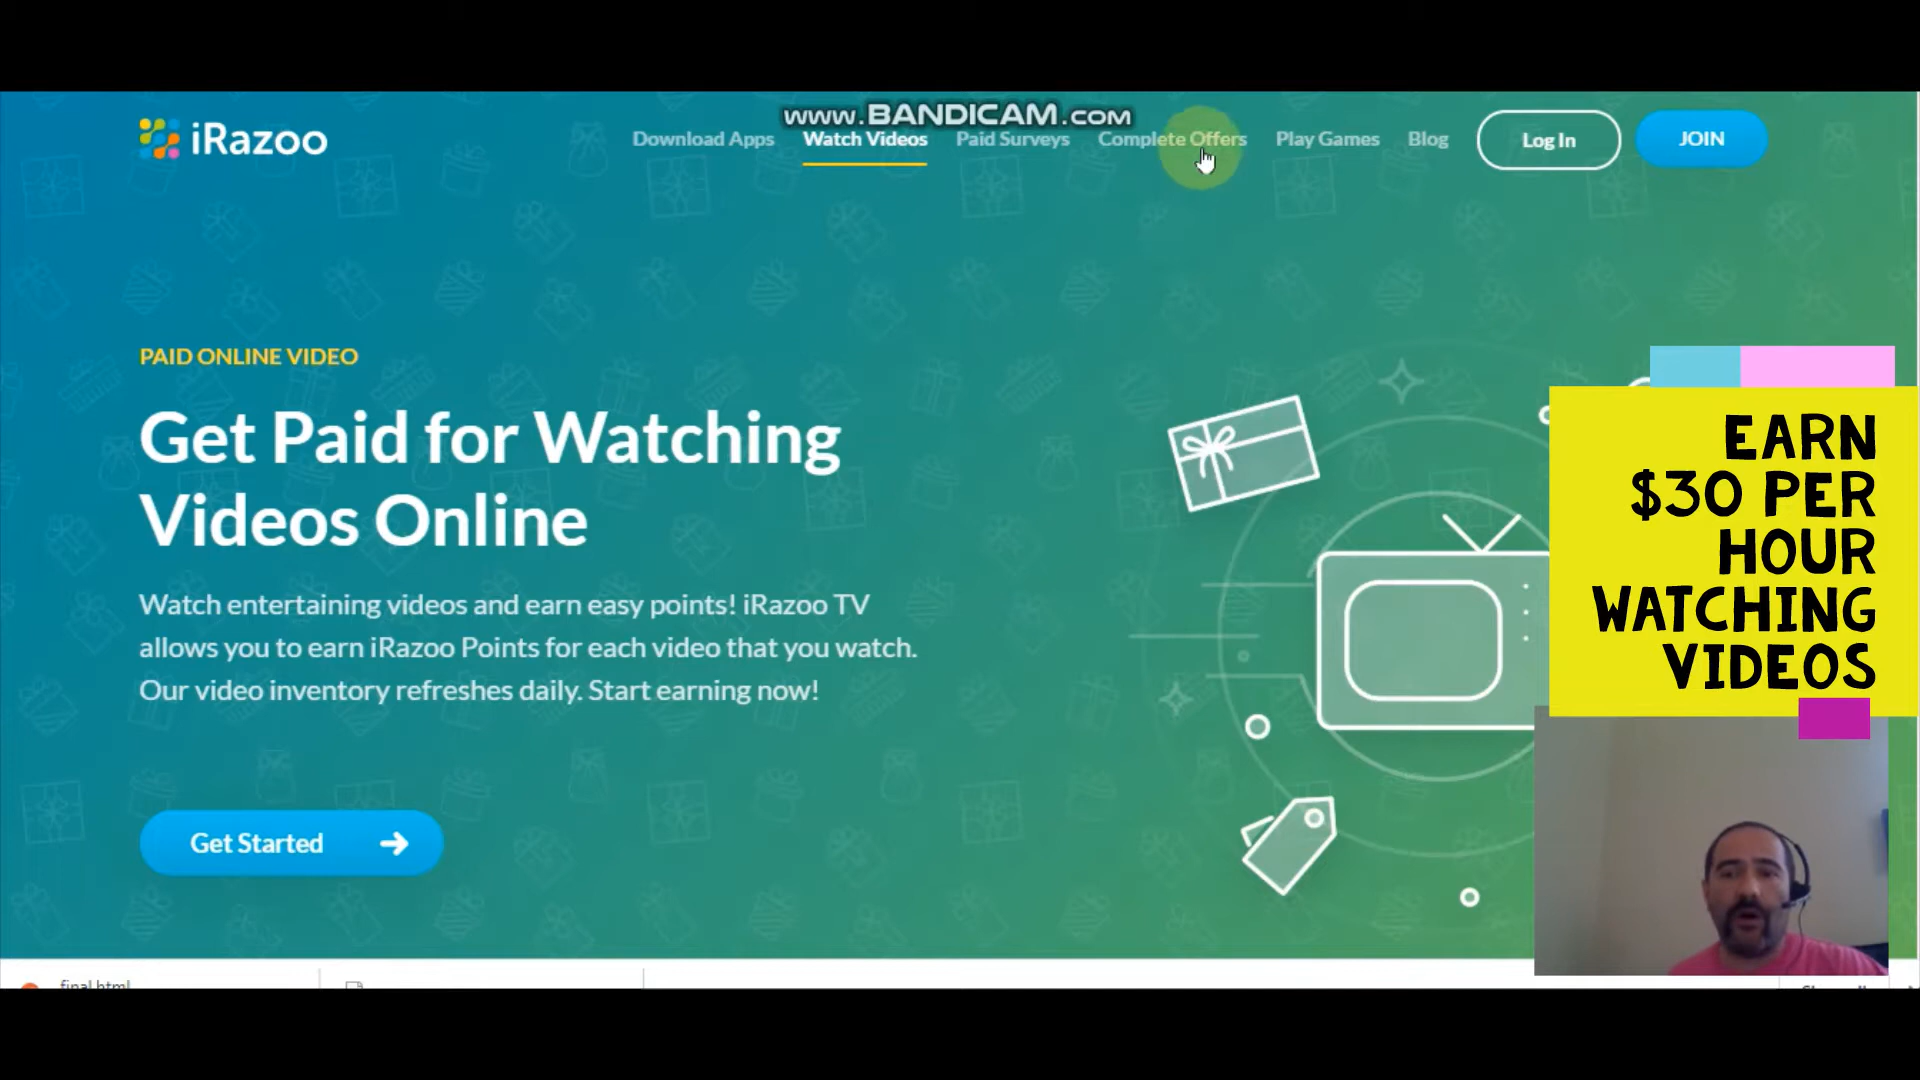 www.BANDICAM.com
iRazoo
Download Apps Watch Videos Paid Surveys Complete Offers Play Games Blog Log In JOIN
PAID ONLINE VIDEO
Get Paid for Watching
Videos Online
Watch entertaining videos and earn easy points! iRazoo TV
allows you to earn iRazoo Points for each video that you watch.
Our video inventory refreshes daily. Start earning now!
Get Started
EARN
$30 PER
HOUR
WATCHING
VIDEOS
final.html